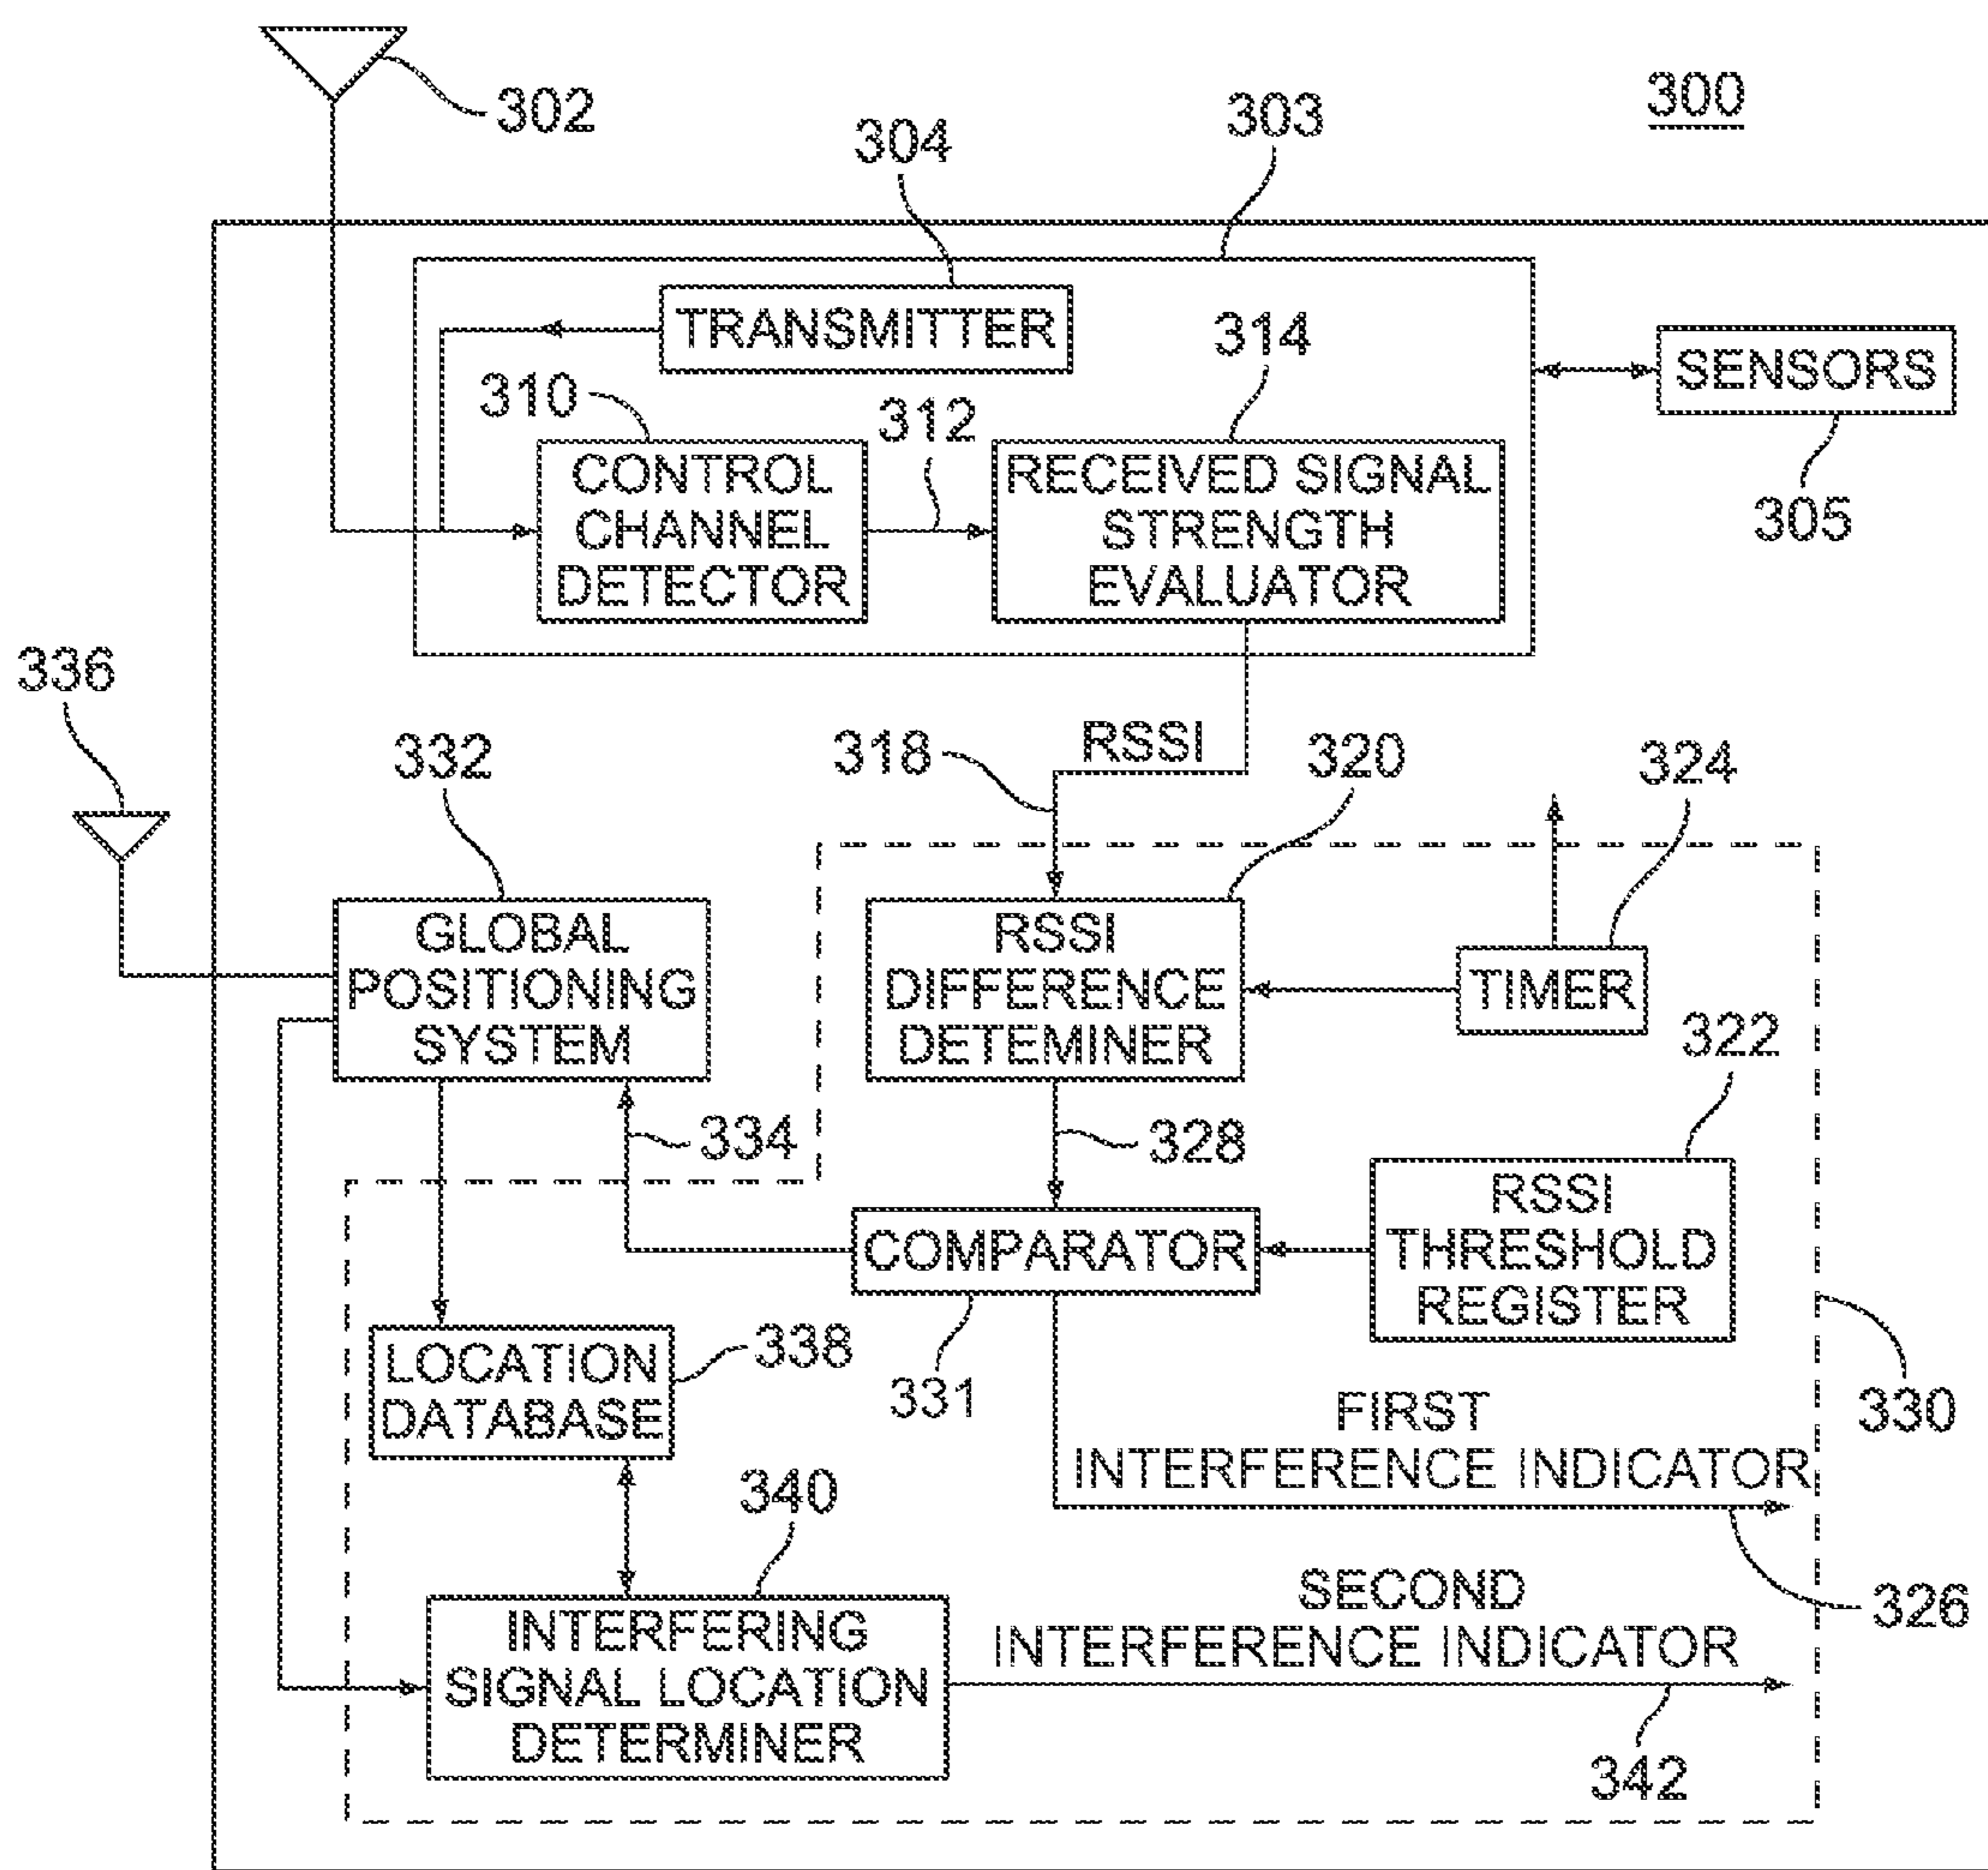 302
304
303
300
TRANSMITTER
314
SENSORS
305
310
312
CONTROL
CHANNEL
DETECTOR
RECEIVED SIGNAL
STRENGTH
EVALUATOR
336
332
318
RSSI
320
324
GLOBAL
POSITIONING
SYSTEM
RSSI
DIFFERENCE
DETEMINER
TIMER
322
334
328
RSSI
THRESHOLD
REGISTER
COMPARATOR
331
330
LOCATION
DATABASE
338
FIRST
INTERFERENCE INDICATOR
326
340
INTERFERING
SIGNAL LOCATION
DETERMINER
SECOND
INTERFERENCE INDICATOR
342